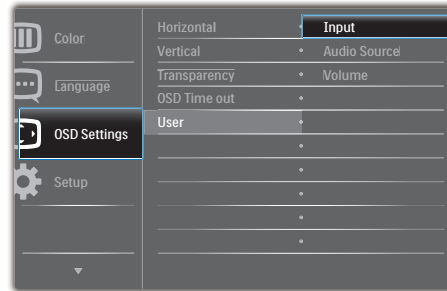 Color
Language
OSD Settings
Setup
Horizontal
Vertical
Transparency
OSD Time out
User
Input
Audio Source
Volume